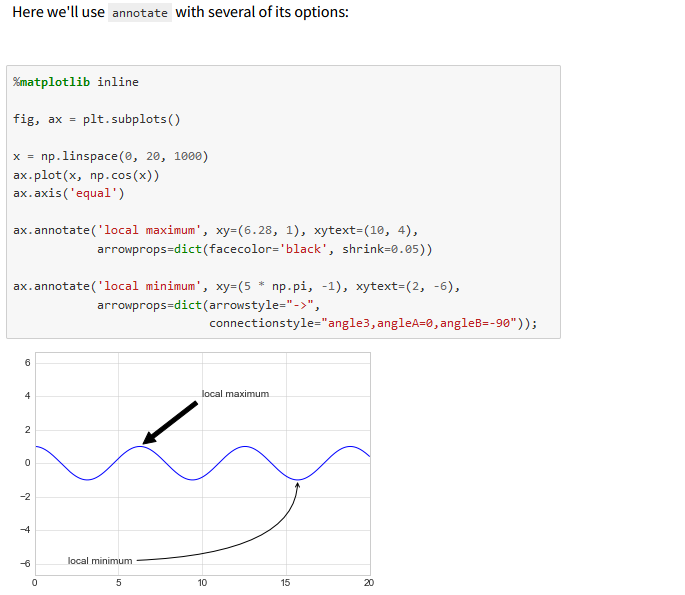 Here we'll use annotate with several of its options:
%matplotlib inline
fig, ax = plt.subplots()
x = np.linspace(0, 20, 1000)
ax.plot(x, np.cos(x))
ax.axis('equal')
ax.annotate('local maximum', xy=(6.28, 1), xytext=(10, 4),
            arrowprops=dict(facecolor='black', shrink=0.05))
ax.annotate('local minimum', xy=(5 * np.pi, -1), xytext=(2, -6),
            arrowprops=dict(arrowstyle="->",
                            connectionstyle="angle3,angleA=0,angleB=-90"));
6
4
local maximum
2
0
−2
−4
−6
local minimum
0 5 10 15 20